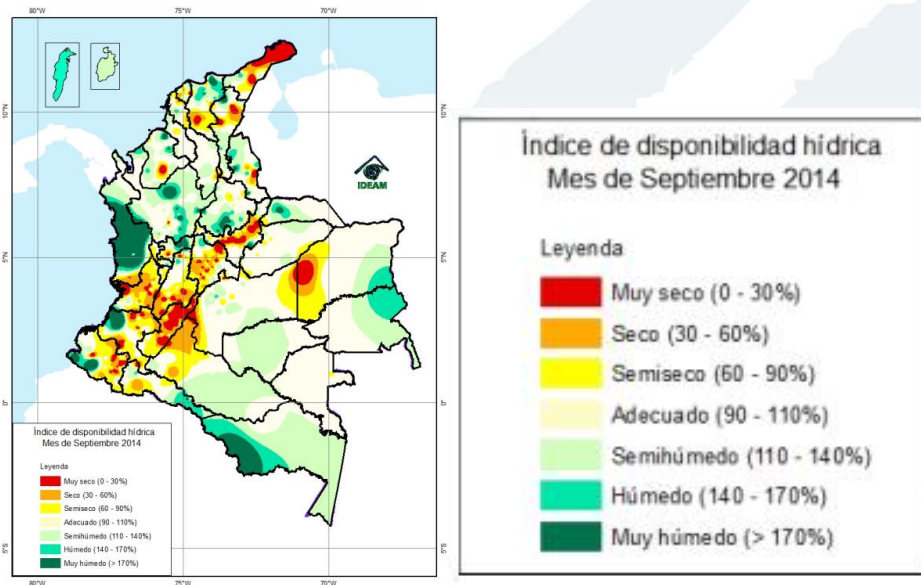 80°W
75°W
70°W
10°N
10°N
5°N
5°N
0°
0°
5°S
5°S
80°W
75°W
70°W
IDEAM
Índice de disponibilidad hídrica
Mes de Septiembre 2014
Leyenda
Muy seco (0 - 30%)
Seco (30 - 60%)
Semiseco (60 - 90%)
Adecuado (90 - 110%)
Semihúmedo (110 - 140%)
Húmedo (140 - 170%)
Muy húmedo (> 170%)
Índice de disponibilidad hídrica
Mes de Septiembre 2014
Leyenda
Muy seco (0 - 30%)
Seco (30 - 60%)
Semiseco (60 - 90%)
Adecuado (90 - 110%)
Semihúmedo (110 - 140%)
Húmedo (140 - 170%)
Muy húmedo (> 170%)